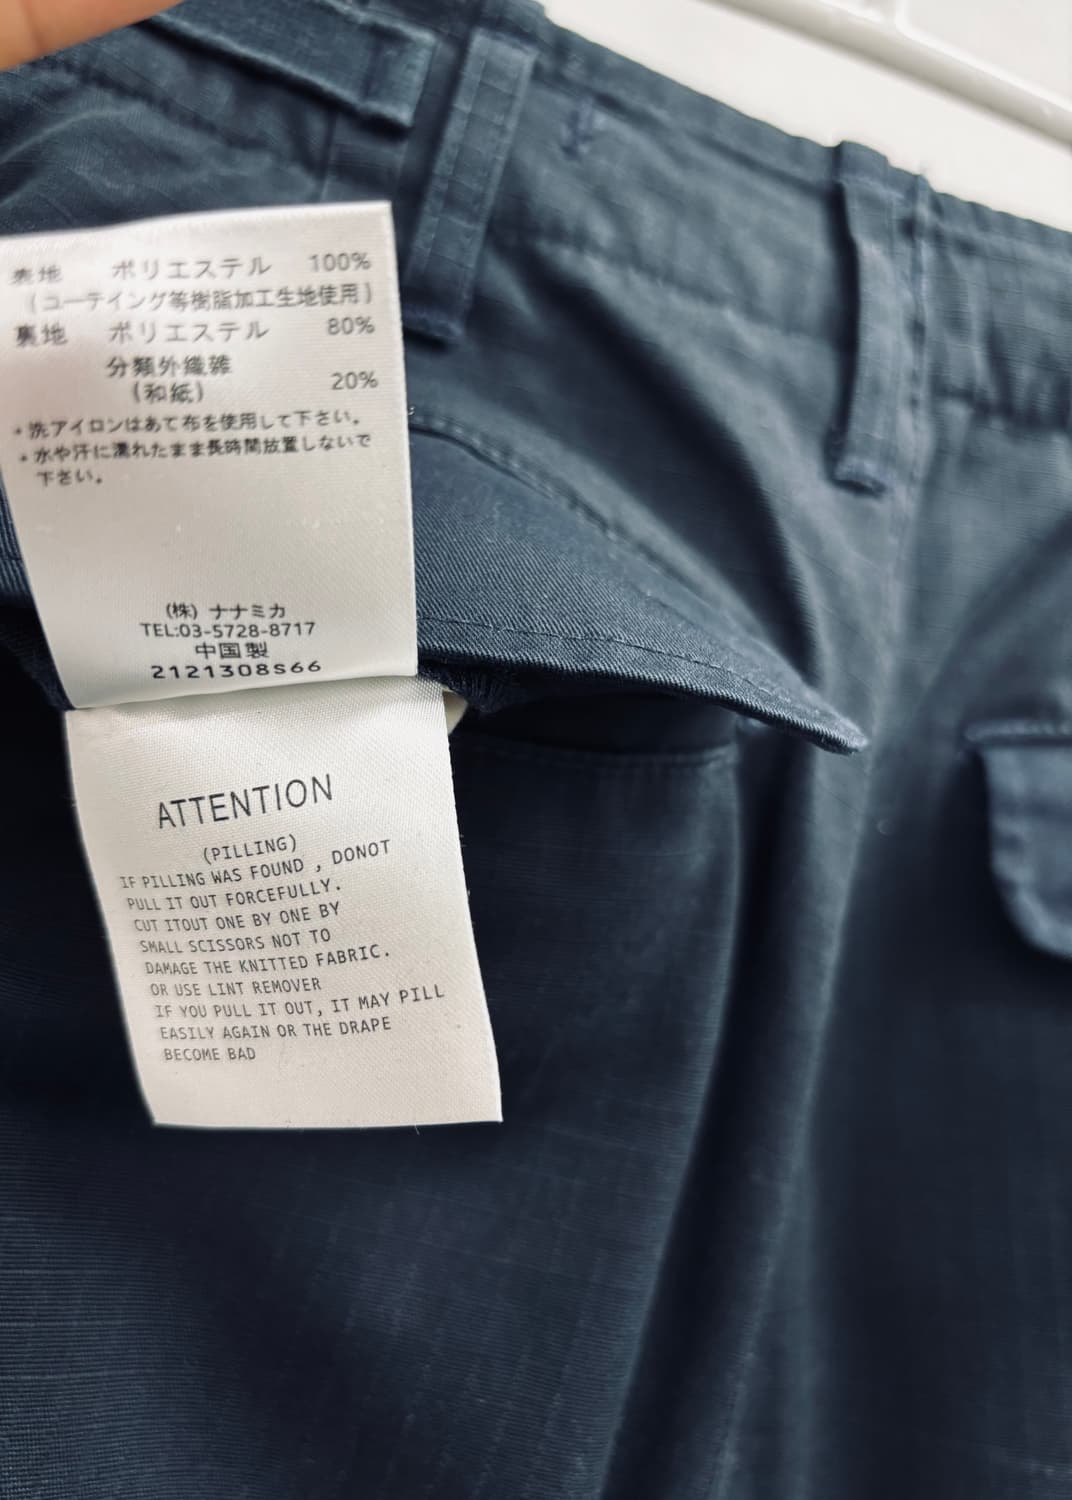 表地 ポリエステル 100%
(コーテイング等樹脂加工生地使用)
裏地 ポリエステル 80%
分類外繊維
(和紙) 20%
・洗アイロンはあて布を使用して下さい。
・水や汗に濡れたまま長時間放置しないで
下さい。
(株) ナナミカ
TEL:03-5728-8717
中国製
2121308S66
ATTENTION
(PILLING)
IF PILLING WAS FOUND , DONOT
PULL IT OUT FORCEFULLY.
CUT ITOUT ONE BY ONE BY
SMALL SCISSORS NOT TO
DAMAGE THE KNITTED FABRIC.
OR USE LINT REMOVER
IF YOU PULL IT OUT, IT MAY PILL
EASILY AGAIN OR THE DRAPE
BECOME BAD